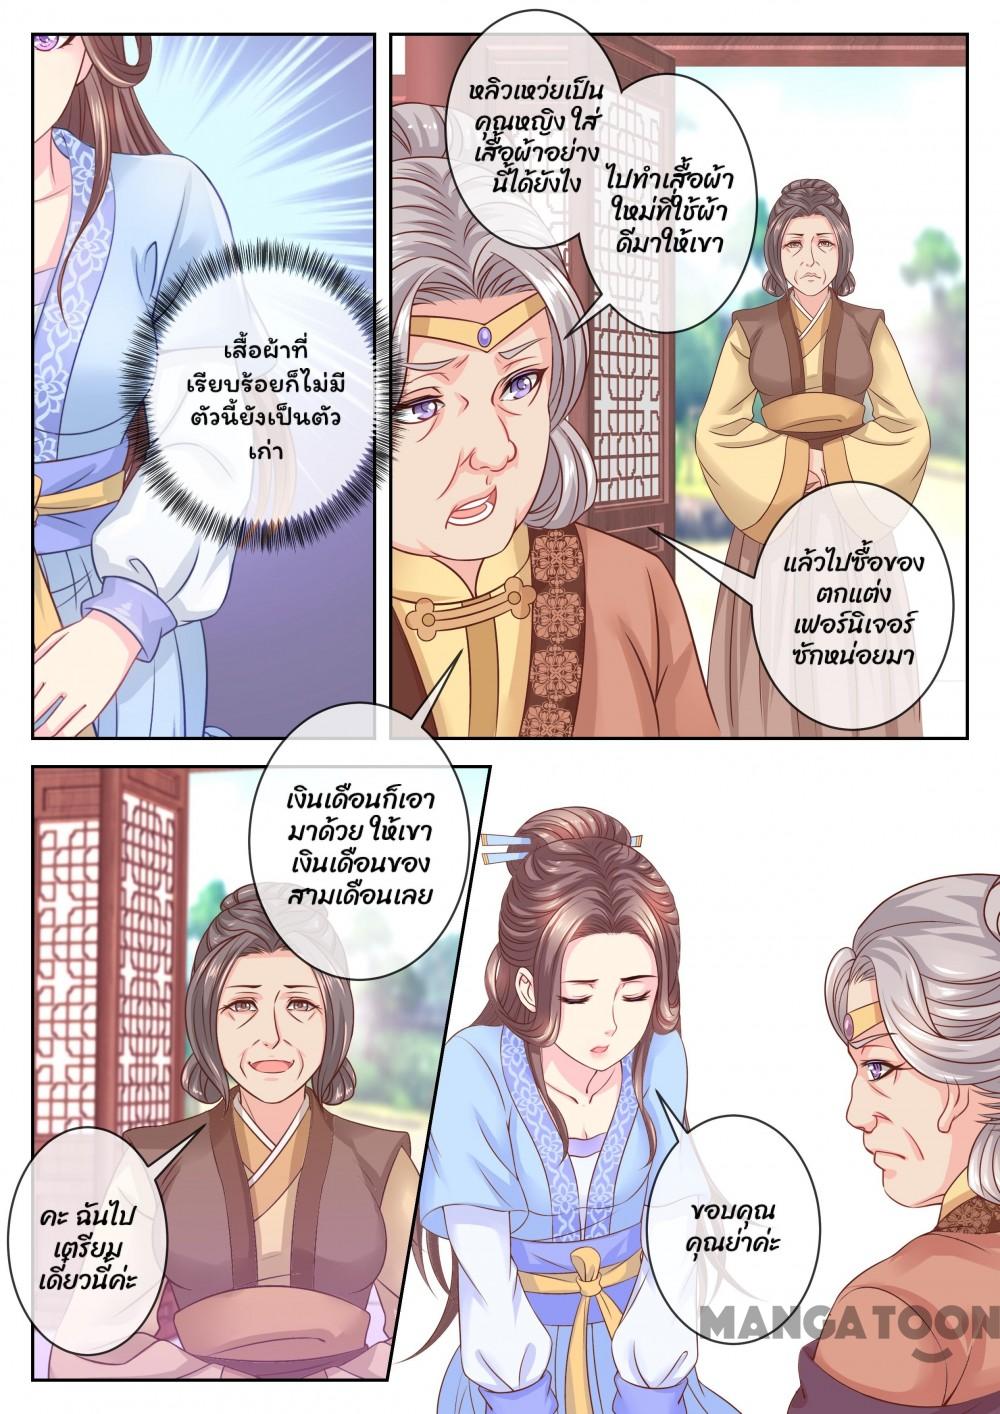 เสื้อผ้าที่
เรียบร้อยก็ไม่มี
ตัวนี้ยังเป็นตัว
เก่า
หลิวเหว่ยเป็น
คุณหญิง ใส่
เสื้อผ้าอย่าง
นี้ได้ยังไง
ไปทำเสื้อผ้า
ใหม่ที่ใช้ผ้า
ดีมาให้เขา
แล้วไปซื้อของ
ตกแต่ง
เฟอร์นิเจอร์
ซักหน่อยมา
เงินเดือนก็เอา
มาด้วย ให้เขา
เงินเดือนของ
สามเดือนเลย
คะ ฉันไป
เตรียม
เดี๋ยวนี้ค่ะ
ขอบคุณ
คุณย่าค่ะ
MANGATOON